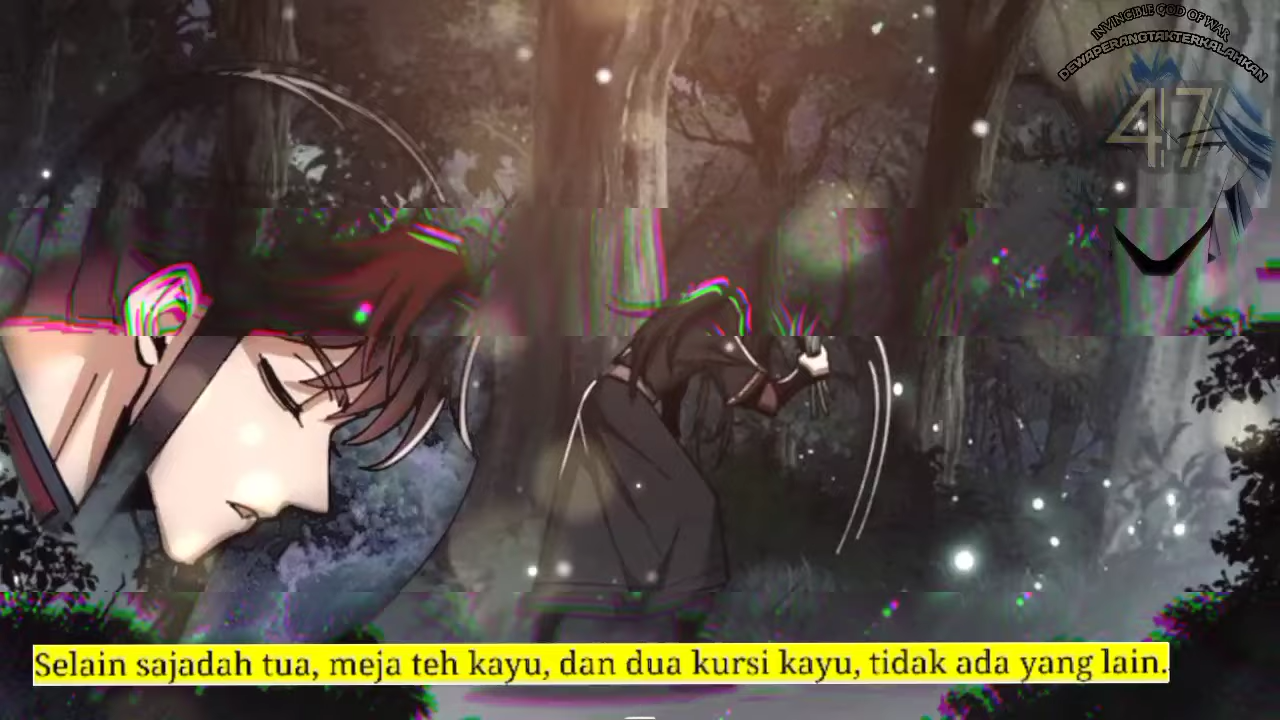 INVINCIBLE GOD OF WAR
DEWAPERANGTAKTERKALAHKAN
47
Selain sajadah tua, meja teh kayu, dan dua kursi kayu, tidak ada yang lain.